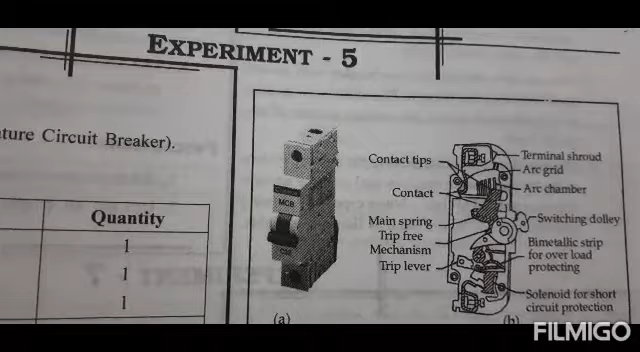 EXPERIMENT - 5
ture Circuit Breaker).
Quantity
1
1
1
MCB
Contact tips
Contact
Main spring
Trip free
Mechanism
Trip lever
Terminal shroud
Arc grid
Arc chamber
Switching dolley
Bimetallic strip
for over load
protecting
Solenoid for short
circuit protection
(a)
(b)
FILMIGO